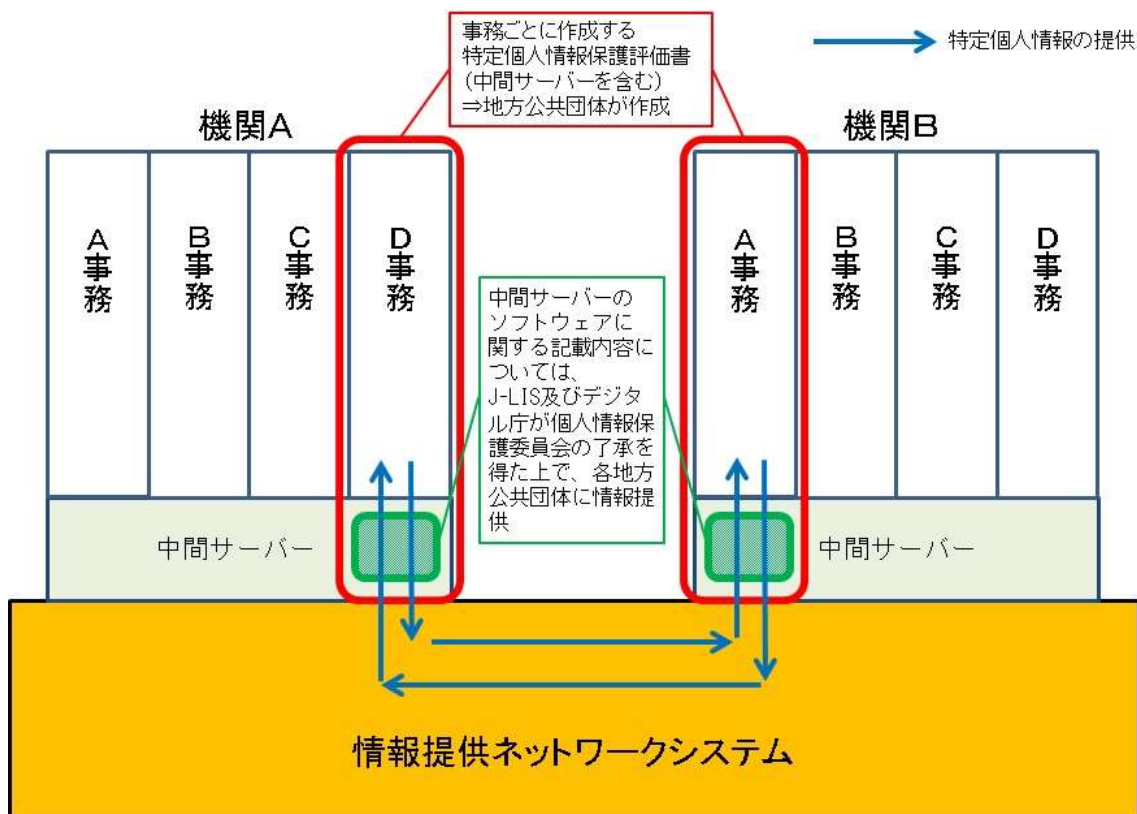 事務ごとに作成する
特定個人情報保護評価書
(中間サーバーを含む)
⇒地方公共団体が作成
特定個人情報の提供
機関A
機関B
A事務
B事務
C事務
D事務
A事務
B事務
C事務
D事務
中間サーバーの
ソフトウェアに
関する記載内容に
ついては、
J-LIS及びデジタ
ル庁が個人情報保
護委員会の了承を
得た上で、各地方
公共団体に情報提
供
中間サーバー
中間サーバー
情報提供ネットワークシステム